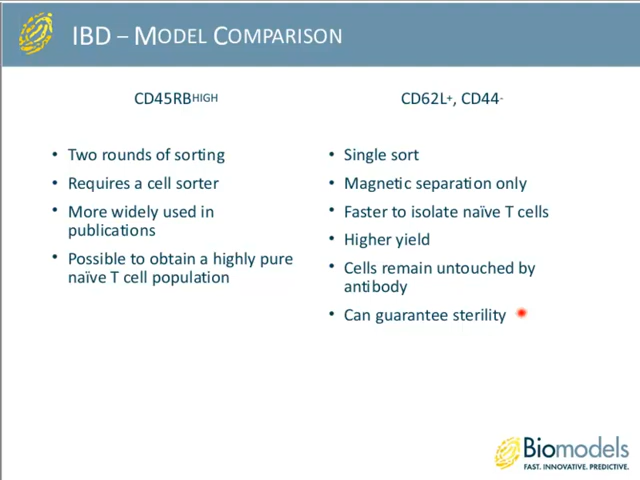 IBD – MODEL COMPARISON
CD45RBHIGH
• Two rounds of sorting
• Requires a cell sorter
• More widely used in
publications
• Possible to obtain a highly pure
naïve T cell population
CD62L+, CD44-
• Single sort
• Magnetic separation only
• Faster to isolate naïve T cells
• Higher yield
• Cells remain untouched by
antibody
• Can guarantee sterility
Biomodels
FAST. INNOVATIVE. PREDICTIVE.